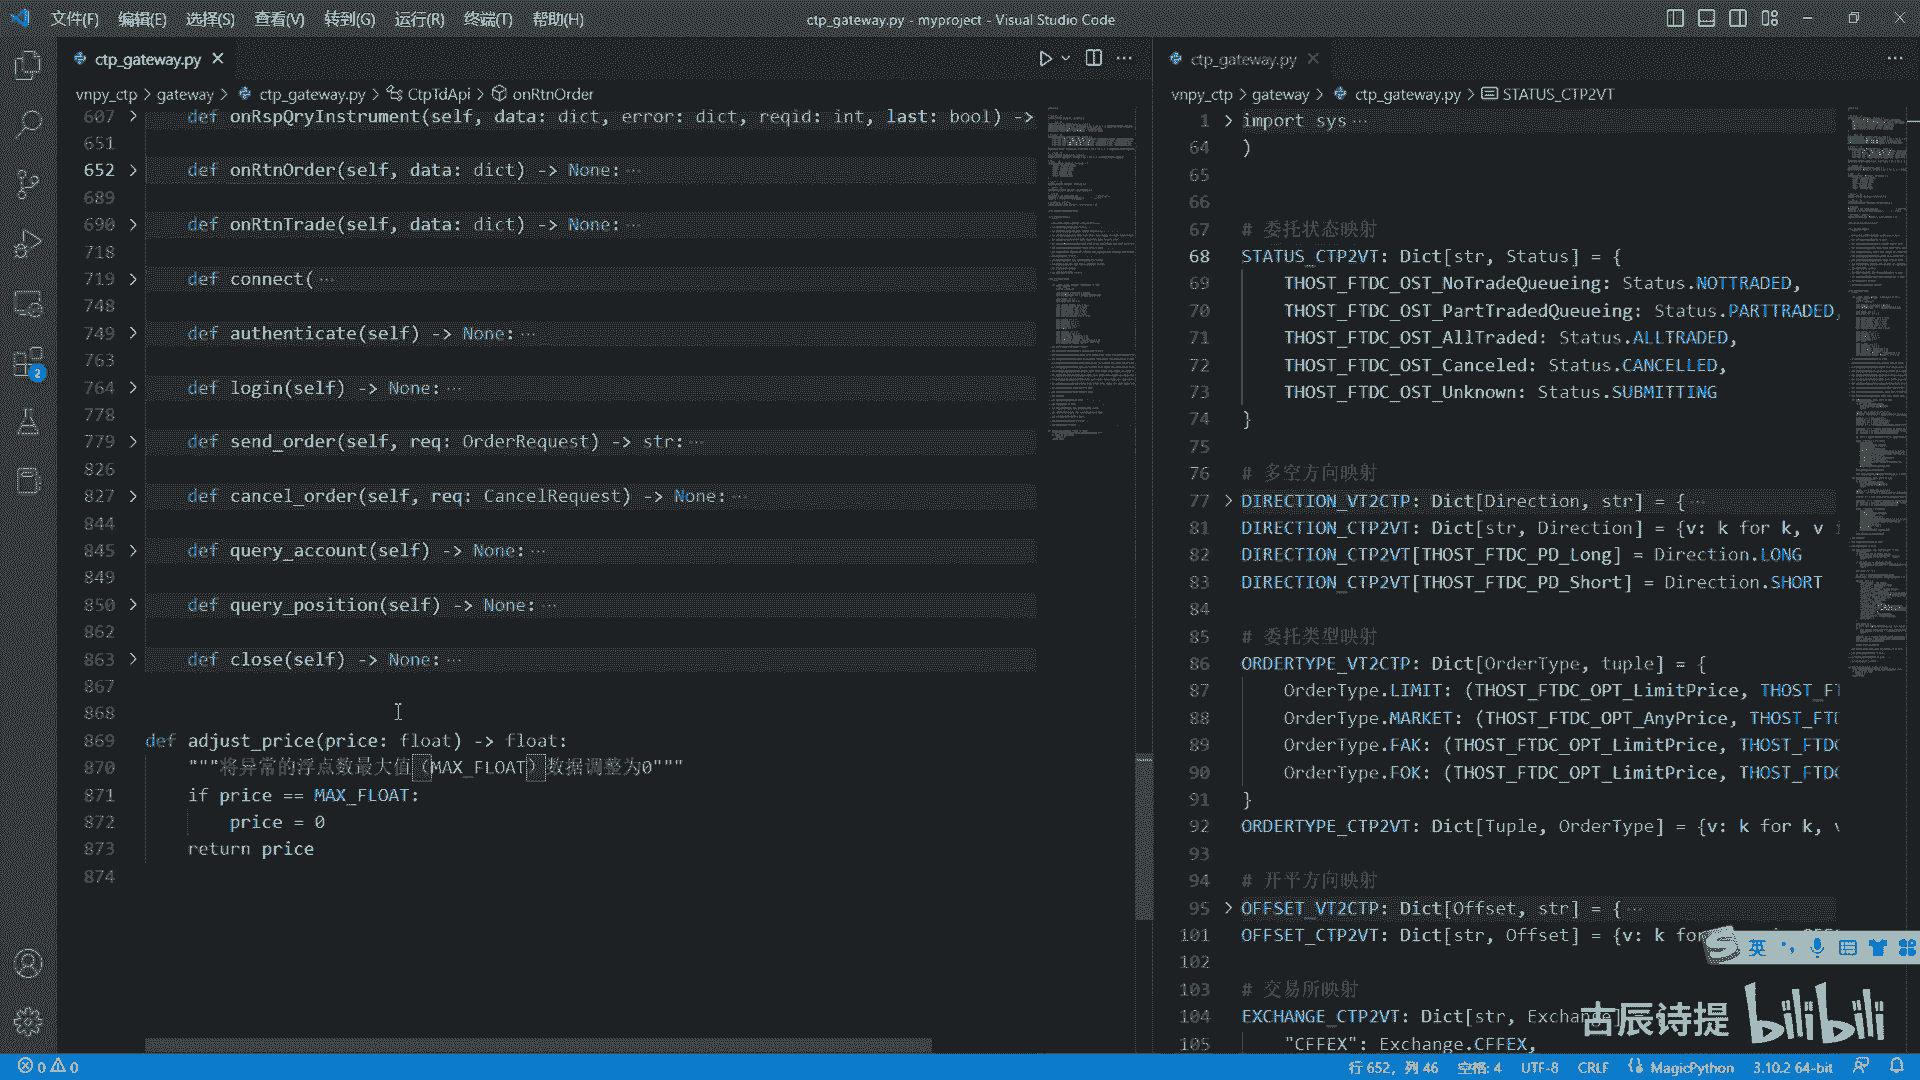 文件(F) 编辑(E) 选择(S) 查看(V) 转到(G) 运行(R) 终端(T) 帮助(H)
ctp_gateway.py - myproject - Visual Studio Code
ctp_gateway.py
vnpy_ctp > gateway > ctp_gateway.py > CtpTdApi > onRtnOrder
607 def onRspQryInstrument(self, data: dict, error: dict, reqid: int, last: bool) ->
651
652 def onRtnOrder(self, data: dict) -> None: ···
689
690 def onRtnTrade(self, data: dict) -> None: ···
718
719 def connect( ···
748
749 def authenticate(self) -> None: ···
763
764 def login(self) -> None: ···
778
779 def send_order(self, req: OrderRequest) -> str: ···
826
827 def cancel_order(self, req: CancelRequest) -> None: ···
844
845 def query_account(self) -> None: ···
849
850 def query_position(self) -> None: ···
862
863 def close(self) -> None: ···
867
868
869 def adjust_price(price: float) -> float:
870 """将异常的浮点数最大值（MAX_FLOAT）数据调整为0"""
871 if price == MAX_FLOAT:
872 price = 0
873 return price
874
ctp_gateway.py
vnpy_ctp > gateway > ctp_gateway.py > STATUS_CTP2VT
1 import sys ···
64 )
65
66
67 # 委托状态映射
68 STATUS_CTP2VT: Dict[str, Status] = {
69 THOST_FTDC_OST_NoTradeQueueing: Status.NOTTRADED,
70 THOST_FTDC_OST_PartTradedQueueing: Status.PARTTRADED,
71 THOST_FTDC_OST_AllTraded: Status.ALLTRADED,
72 THOST_FTDC_OST_Canceled: Status.CANCELLED,
73 THOST_FTDC_OST_Unknown: Status.SUBMITTING
74 }
75
76 # 多空方向映射
77 DIRECTION_VT2CTP: Dict[Direction, str] = { ···
81 DIRECTION_CTP2VT: Dict[str, Direction] = {v: k for k, v i
82 DIRECTION_CTP2VT[THOST_FTDC_PD_Long] = Direction.LONG
83 DIRECTION_CTP2VT[THOST_FTDC_PD_Short] = Direction.SHORT
84
85 # 委托类型映射
86 ORDERTYPE_VT2CTP: Dict[OrderType, tuple] = {
87 OrderType.LIMIT: (THOST_FTDC_OPT_LimitPrice, THOST_FT
88 OrderType.MARKET: (THOST_FTDC_OPT_AnyPrice, THOST_FTD
89 OrderType.FAK: (THOST_FTDC_OPT_LimitPrice, THOST_FTDC
90 OrderType.FOK: (THOST_FTDC_OPT_LimitPrice, THOST_FTDC
91 }
92 ORDERTYPE_CTP2VT: Dict[Tuple, OrderType] = {v: k for k, v
93
94 # 开平方向映射
95 OFFSET_VT2CTP: Dict[Offset, str] = { ···
101 OFFSET_CTP2VT: Dict[str, Offset] = {v: k for
102
103 # 交易所映射
104 EXCHANGE_CTP2VT: Dict[str, Exchange]
105 "CFFEX": Exchange.CFFEX,
2
英
古辰诗提 bilibili
0 0
行 652，列 46 空格: 4 UTF-8 CRLF MagicPython 3.10.2 64-bit